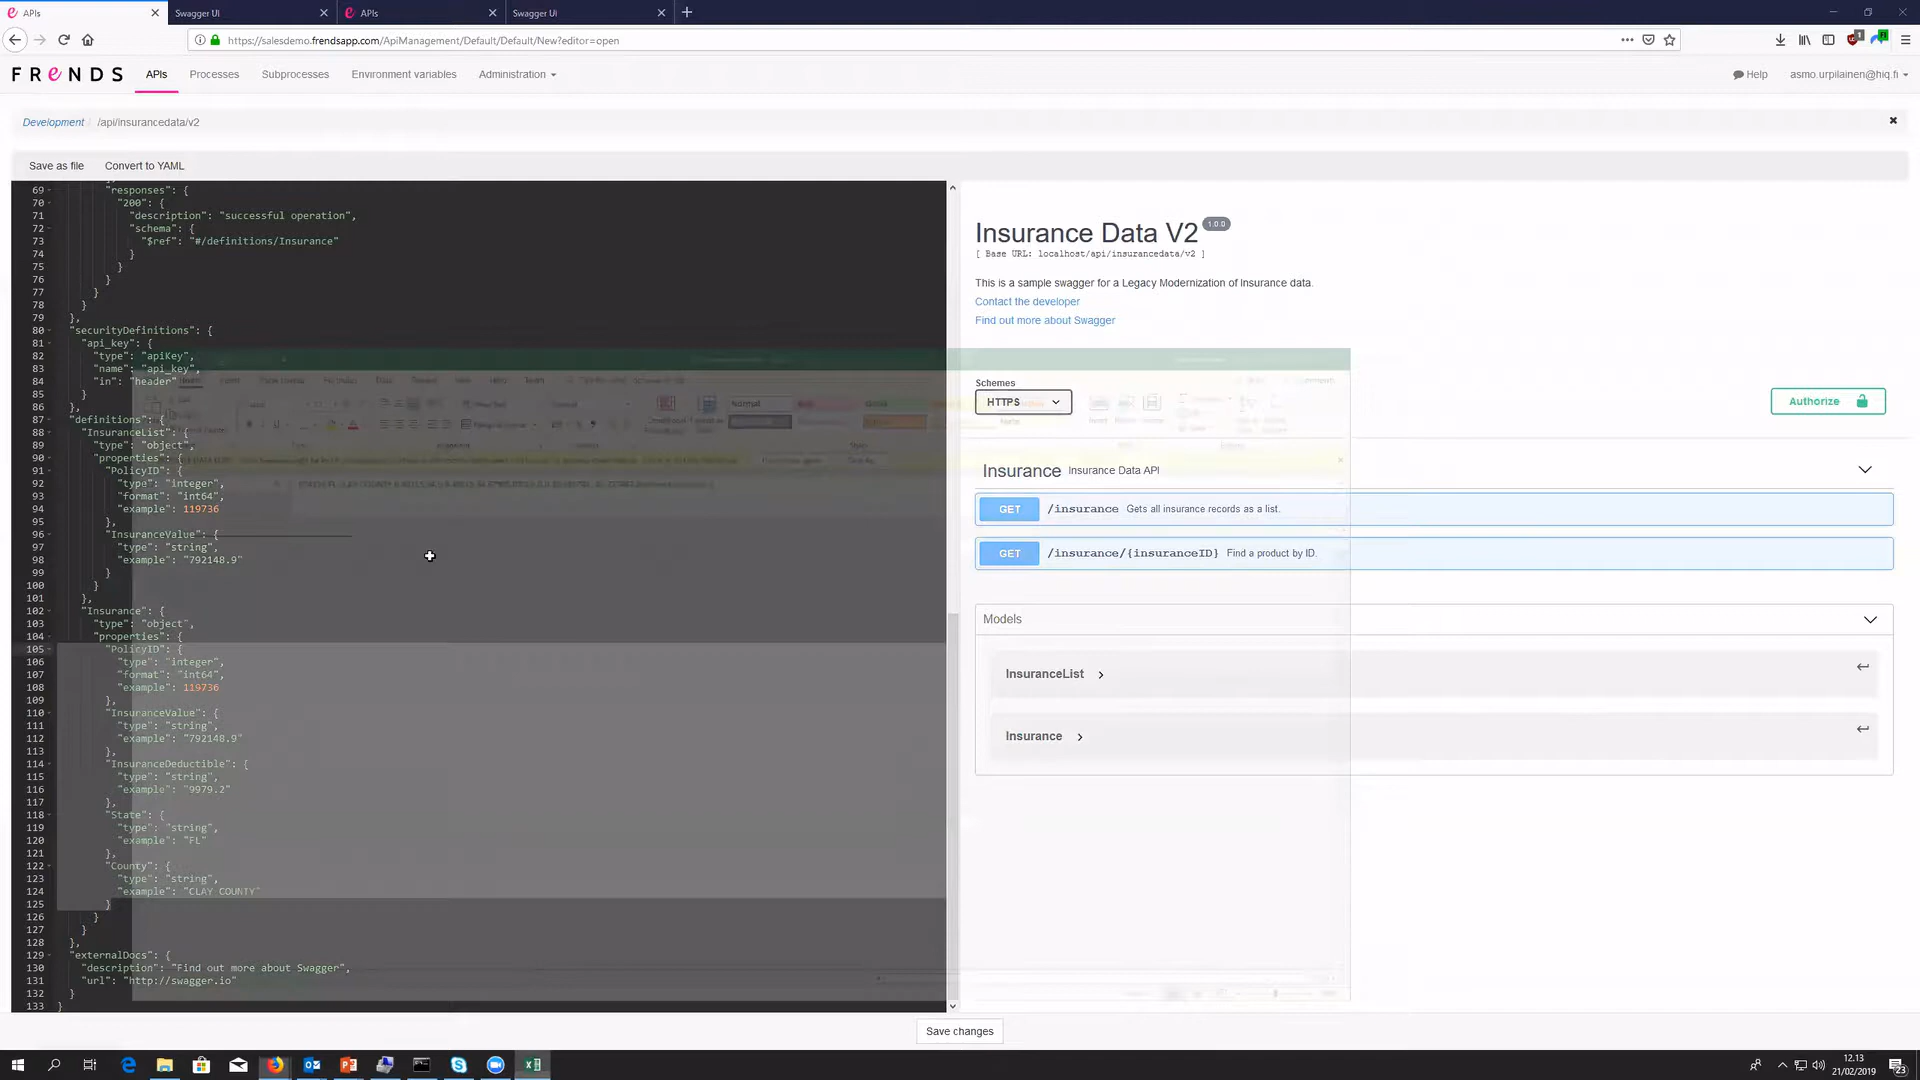 APIs
Swagger UI
APIs
Swagger UI
https://salesdemo.frendsapp.com/ApiManagement/Default/Default/New?editor=open
FRENDS
APIs
Processes
Subprocesses
Environment variables
Administration
Help
asmo.urpilainen@hiq.fi
Development / /api/insurancedata/v2
Save as file
Convert to YAML
69 "responses": {
70 "200": {
71 "description": "successful operation",
72 "schema": {
73 "$ref": "#/definitions/Insurance"
74 }
75 }
76 }
77 }
78 }
79 },
80 "securityDefinitions": {
81 "api_key": {
82 "type": "apiKey",
83 "name": "api_key",
84 "in": "header"
85 }
86 },
87 "definitions": {
88 "InsuranceList": {
89 "type": "object",
90 "properties": {
91 "PolicyID": {
92 "type": "integer",
93 "format": "int64",
94 "example": 119736
95 },
96 "InsuranceValue": {
97 "type": "string",
98 "example": "792148.9"
99 }
100 }
101 },
102 "Insurance": {
103 "type": "object",
104 "properties": {
105 "PolicyID": {
106 "type": "integer",
107 "format": "int64",
108 "example": 119736
109 },
110 "InsuranceValue": {
111 "type": "string",
112 "example": "792148.9"
113 },
114 "InsuranceDeductible": {
115 "type": "string",
116 "example": "9979.2"
117 },
118 "State": {
119 "type": "string",
120 "example": "FL"
121 },
122 "County": {
123 "type": "string",
124 "example": "CLAY COUNTY"
125 }
126 }
127 }
128 },
129 "externalDocs": {
130 "description": "Find out more about Swagger",
131 "url": "http://swagger.io"
132 }
133 }
Insurance Data V2 1.0.0
[ Base URL: localhost/api/insurancedata/v2 ]
This is a sample swagger for a Legacy Modernization of Insurance data.
Contact the developer
Find out more about Swagger
Schemes
HTTPS
Authorize
Insurance Insurance Data API
GET /insurance Gets all insurance records as a list.
GET /insurance/{insuranceID} Find a product by ID.
Models
InsuranceList
Insurance
Normal
Save changes
12.13
21/02/2019
23